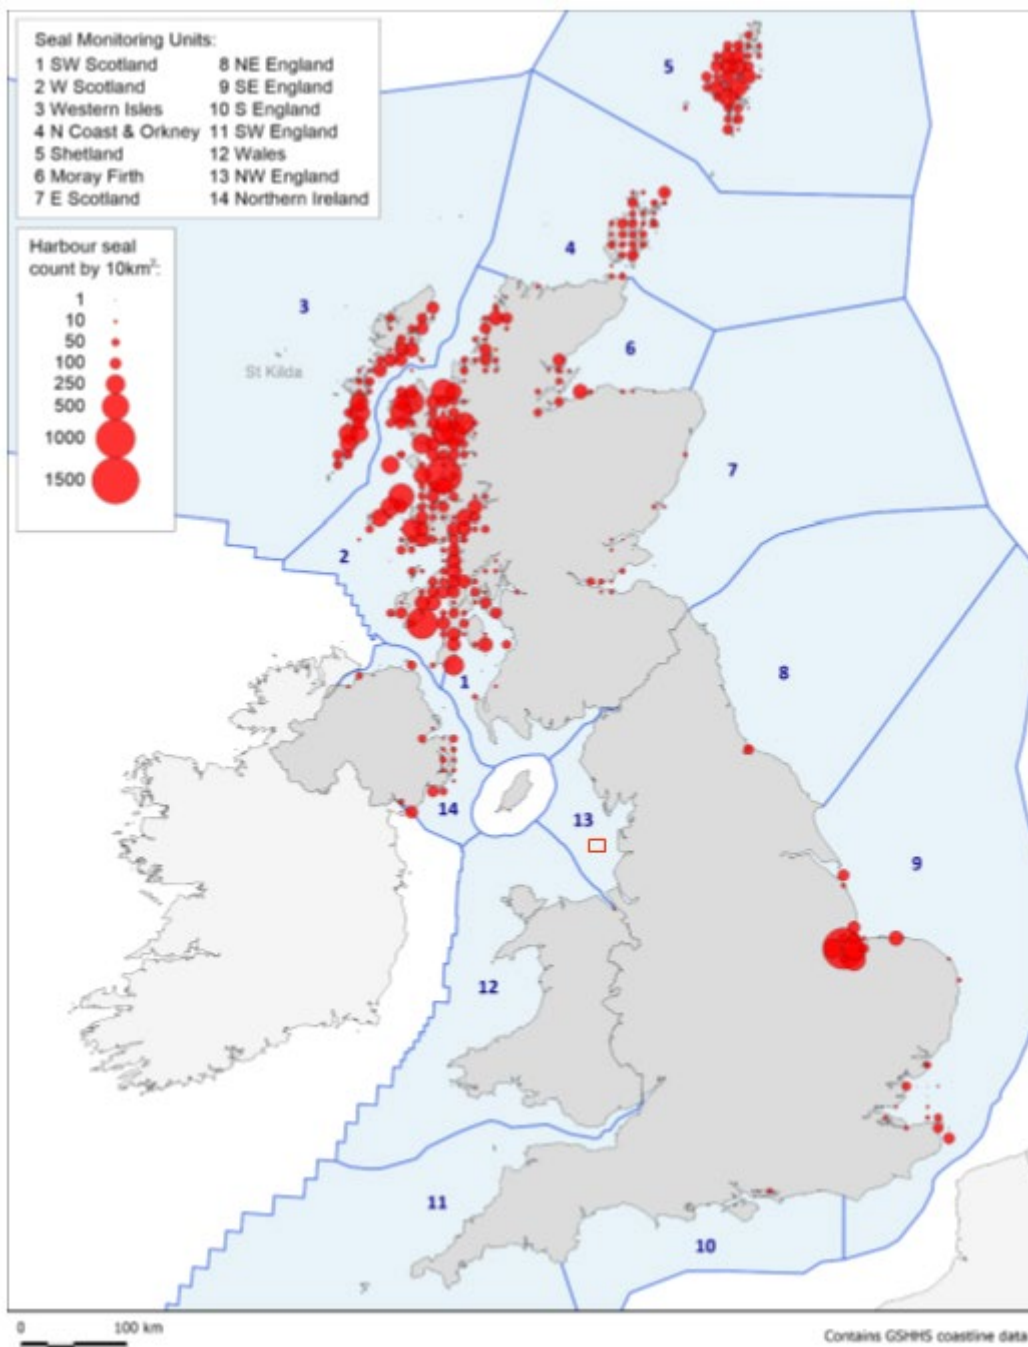 Seal Monitoring Units:
1 SW Scotland 8 NE England
2 W Scotland 9 SE England
3 Western Isles 10 S England
4 N Coast & Orkney 11 SW England
5 Shetland 12 Wales
6 Moray Firth 13 NW England
7 E Scotland 14 Northern Ireland
Harbour seal
count by 10km²:
1
10
50
100
250
500
1000
1500
5
4
3
6
St Kilda
7
2
8
1
14
13
9
12
11
10
0 100 km
Contains GSHHS coastline data